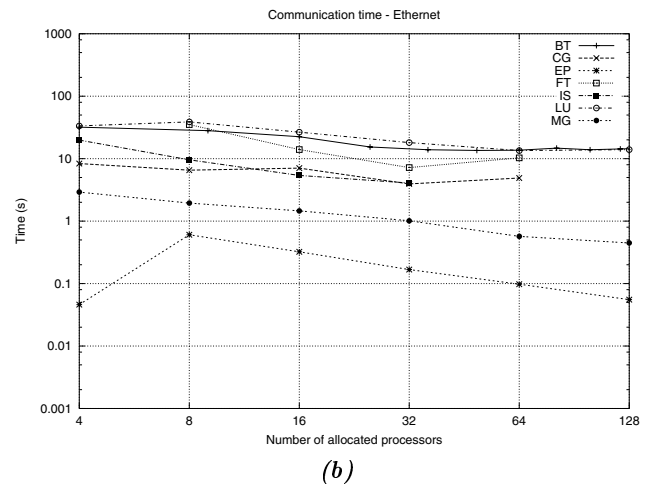 Communication time - Ethernet
1000
100
10
1
0.1
0.01
0.001
Time (s)
BT
CG
EP
FT
IS
LU
MG
4 8 16 32 64 128
Number of allocated processors
(b)